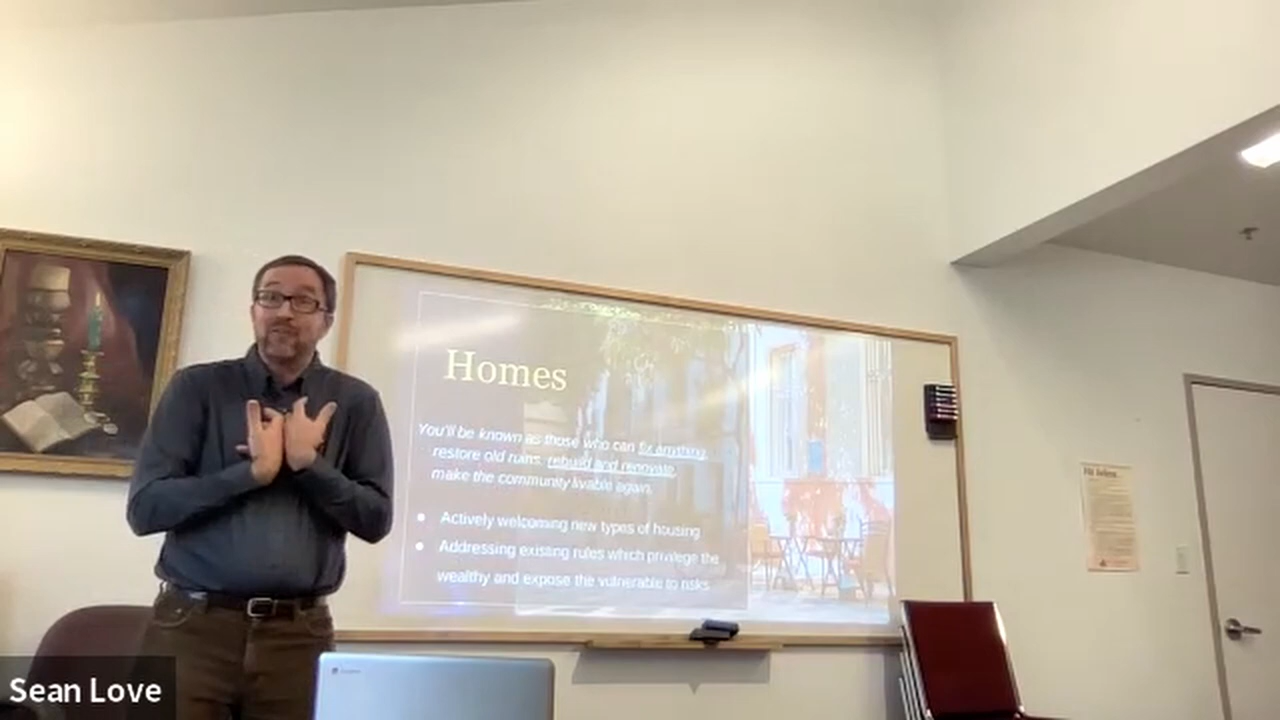 Homes
You'll be known as those who can fix anything,
restore old ruins, rebuild and renovate,
make the community livable again.
● Actively welcoming new types of housing
● Addressing existing rules which privilege the
wealthy and expose the vulnerable to risks
Sean Love